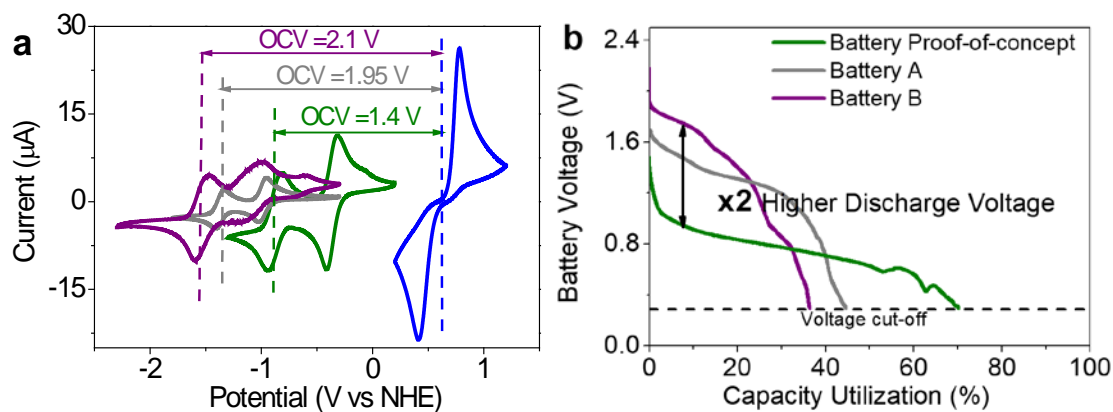 a
OCV =2.1 V
OCV =1.95 V
OCV =1.4 V
30
15
0
-15
Current (µA)
-2
-1
0
1
Potential (V vs NHE)
b
Battery Proof-of-concept
Battery A
Battery B
x2 Higher Discharge Voltage
Voltage cut-off
2.4
1.6
0.8
0.0
Battery Voltage (V)
0
20
40
60
80
100
Capacity Utilization (%)